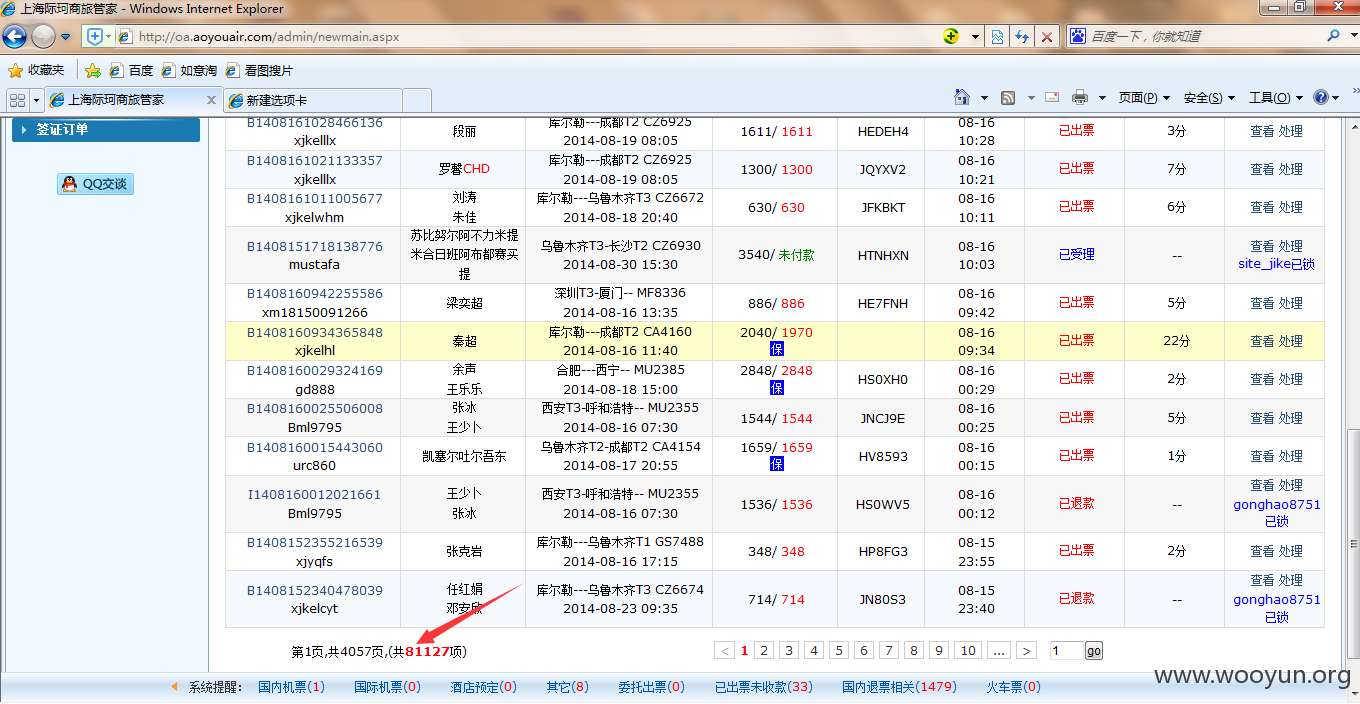 上海际珂商旅管家 - Windows Internet Explorer
http://oa.aoyouair.com/admin/newmain.aspx
百度一下，你就知道
收藏夹 百度 如意淘 看图搜片
上海际珂商旅管家 新建选项卡 页面(P) 安全(S) 工具(O)
签证订单
QQ交谈
B1408161028466136 xjkelllx 段丽 库尔勒---成都T2 CZ6925 2014-08-19 08:05 1611/ 1611 HEDEH4 08-16 10:28 已出票 3分 查看 处理
B1408161021133357 xjkelllx 罗馨CHD 库尔勒---成都T2 CZ6925 2014-08-19 08:05 1300/ 1300 JQYXV2 08-16 10:21 已出票 7分 查看 处理
B1408161011005677 xjkelwhm 刘涛 朱佳 库尔勒---乌鲁木齐T3 CZ6672 2014-08-18 20:40 630/ 630 JFKBKT 08-16 10:11 已出票 6分 查看 处理
B1408151718138776 mustafa 苏比努尔阿不力米提 米合日班阿布都赛买提 乌鲁木齐T3-长沙T2 CZ6930 2014-08-30 15:30 3540/ 未付款 HTNHXN 08-16 10:03 已受理 -- 查看 处理 site_jike已锁
B1408160942255586 xm18150091266 梁奕超 深圳T3-厦门-- MF8336 2014-08-16 13:35 886/ 886 HE7FNH 08-16 09:42 已出票 5分 查看 处理
B1408160934365848 xjkelhl 秦超 库尔勒---成都T2 CA4160 2014-08-16 11:40 2040/ 1970 保 08-16 09:34 已出票 22分 查看 处理
B1408160029324169 gd888 余声 王乐乐 合肥---西宁-- MU2385 2014-08-18 15:00 2848/ 2848 保 HS0XH0 08-16 00:29 已出票 2分 查看 处理
B1408160025506008 Bml9795 张冰 王少卜 西安T3-呼和浩特-- MU2355 2014-08-16 07:30 1544/ 1544 JNCJ9E 08-16 00:25 已出票 5分 查看 处理
B1408160015443060 urc860 凯塞尔吐尔吾东 乌鲁木齐T2-成都T2 CA4154 2014-08-17 20:55 1659/ 1659 保 HV8593 08-16 00:15 已出票 1分 查看 处理
I1408160012021661 Bml9795 王少卜 张冰 西安T3-呼和浩特-- MU2355 2014-08-16 07:30 1536/ 1536 HS0WV5 08-16 00:12 已退款 -- 查看 处理 gonghao8751已锁
B1408152355216539 xjyqfs 张克岩 库尔勒---乌鲁木齐T1 GS7488 2014-08-16 17:15 348/ 348 HP8FG3 08-15 23:55 已出票 2分 查看 处理
B1408152340478039 xjkelcyt 任红娟 邓安欣 库尔勒---乌鲁木齐T3 CZ6674 2014-08-23 09:35 714/ 714 JN80S3 08-15 23:40 已退款 -- 查看 处理 gonghao8751已锁
第1页,共4057页,(共81127项) < 1 2 3 4 5 6 7 8 9 10 ... > 1 go
系统提醒： 国内机票(1) 国际机票(0) 酒店预定(0) 其它(8) 委托出票(0) 已出票未收款(33) 国内退票相关(1479) 火车票(0)
www.wooyun.org